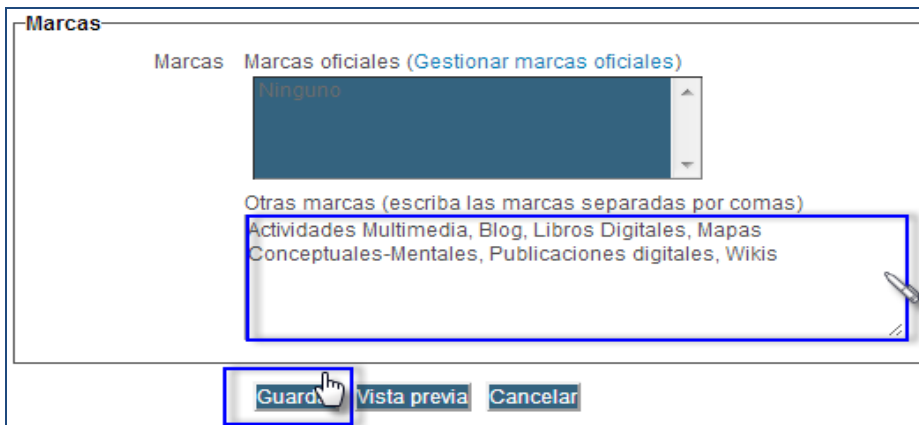 Marcas
Marcas Marcas oficiales (Gestionar marcas oficiales)
Ninguno
Otras marcas (escriba las marcas separadas por comas)
Actividades Multimedia, Blog, Libros Digitales, Mapas
Conceptuales-Mentales, Publicaciones digitales, Wikis
Vista previa Cancelar